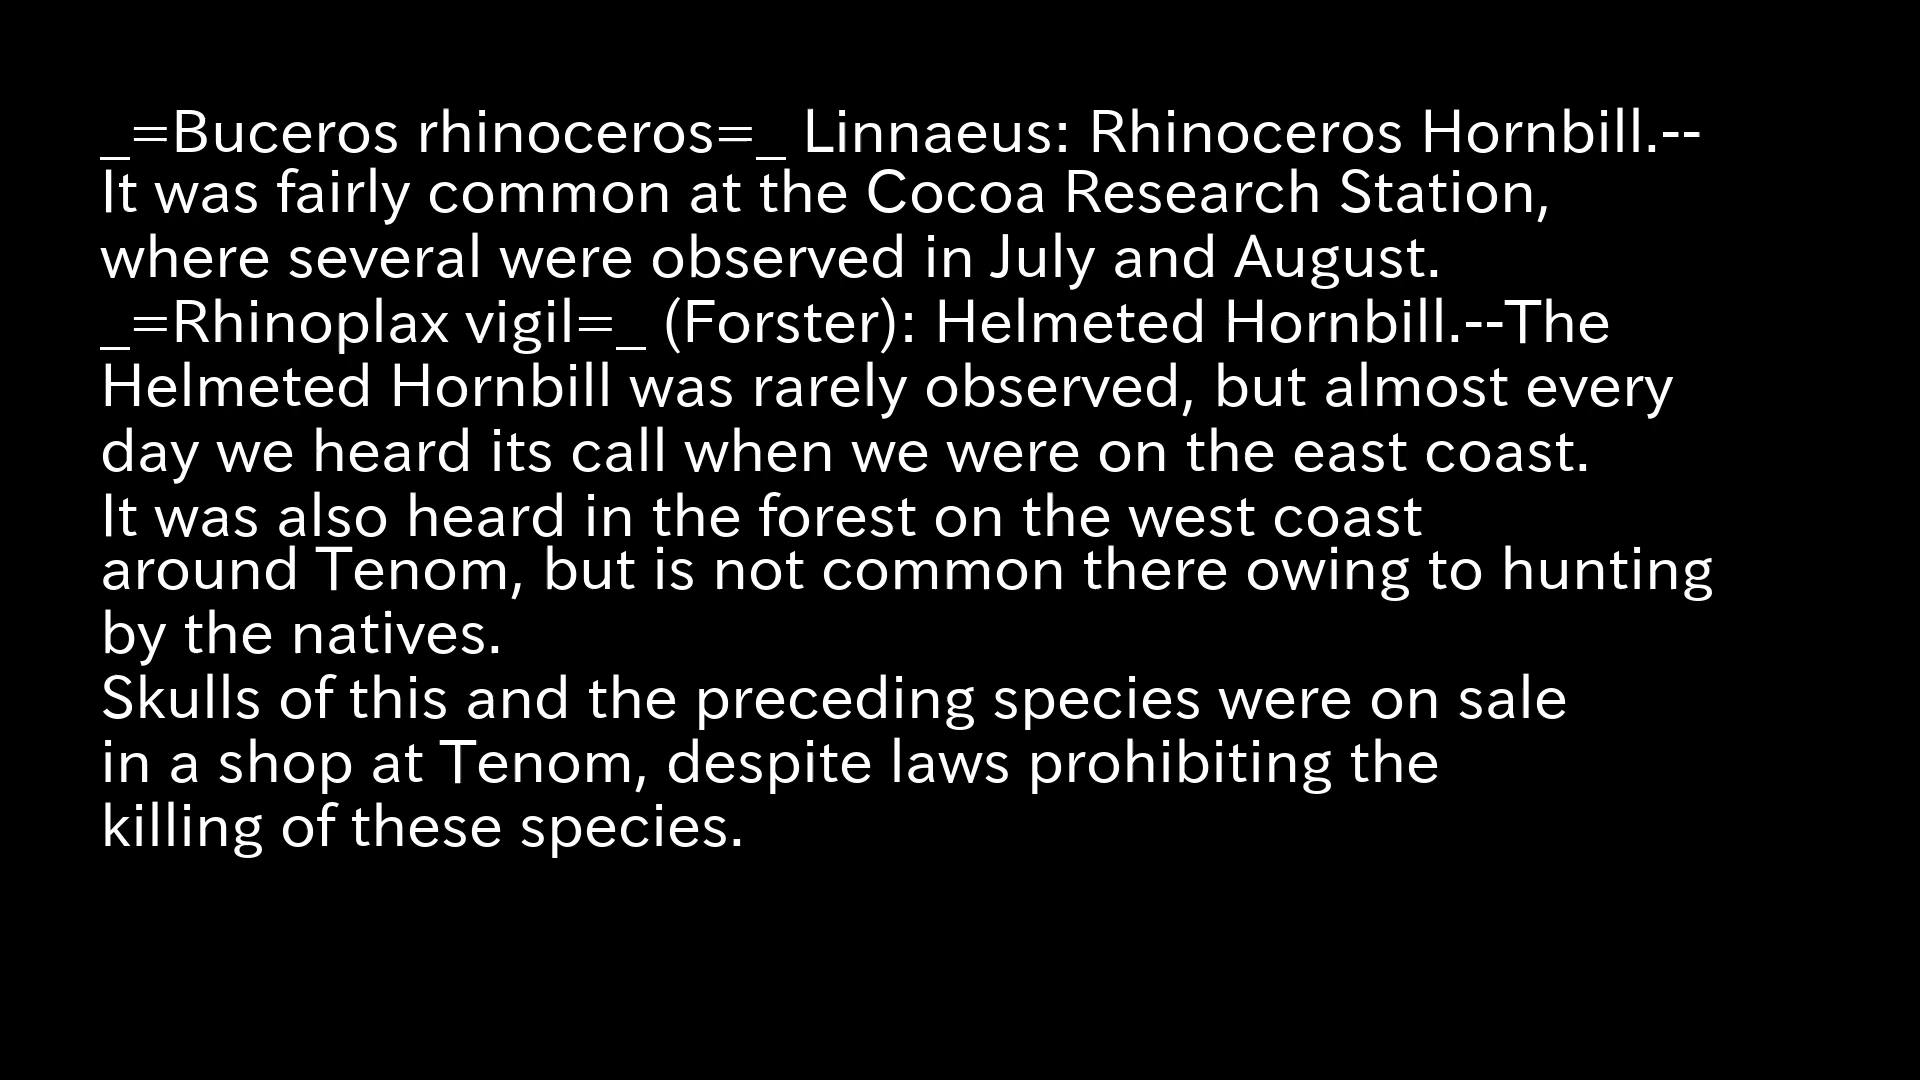 _=Buceros rhinoceros=_ Linnaeus: Rhinoceros Hornbill.--
It was fairly common at the Cocoa Research Station,
where several were observed in July and August.
_=Rhinoplax vigil=_ (Forster): Helmeted Hornbill.--The
Helmeted Hornbill was rarely observed, but almost every
day we heard its call when we were on the east coast.
It was also heard in the forest on the west coast
around Tenom, but is not common there owing to hunting
by the natives.
Skulls of this and the preceding species were on sale
in a shop at Tenom, despite laws prohibiting the
killing of these species.